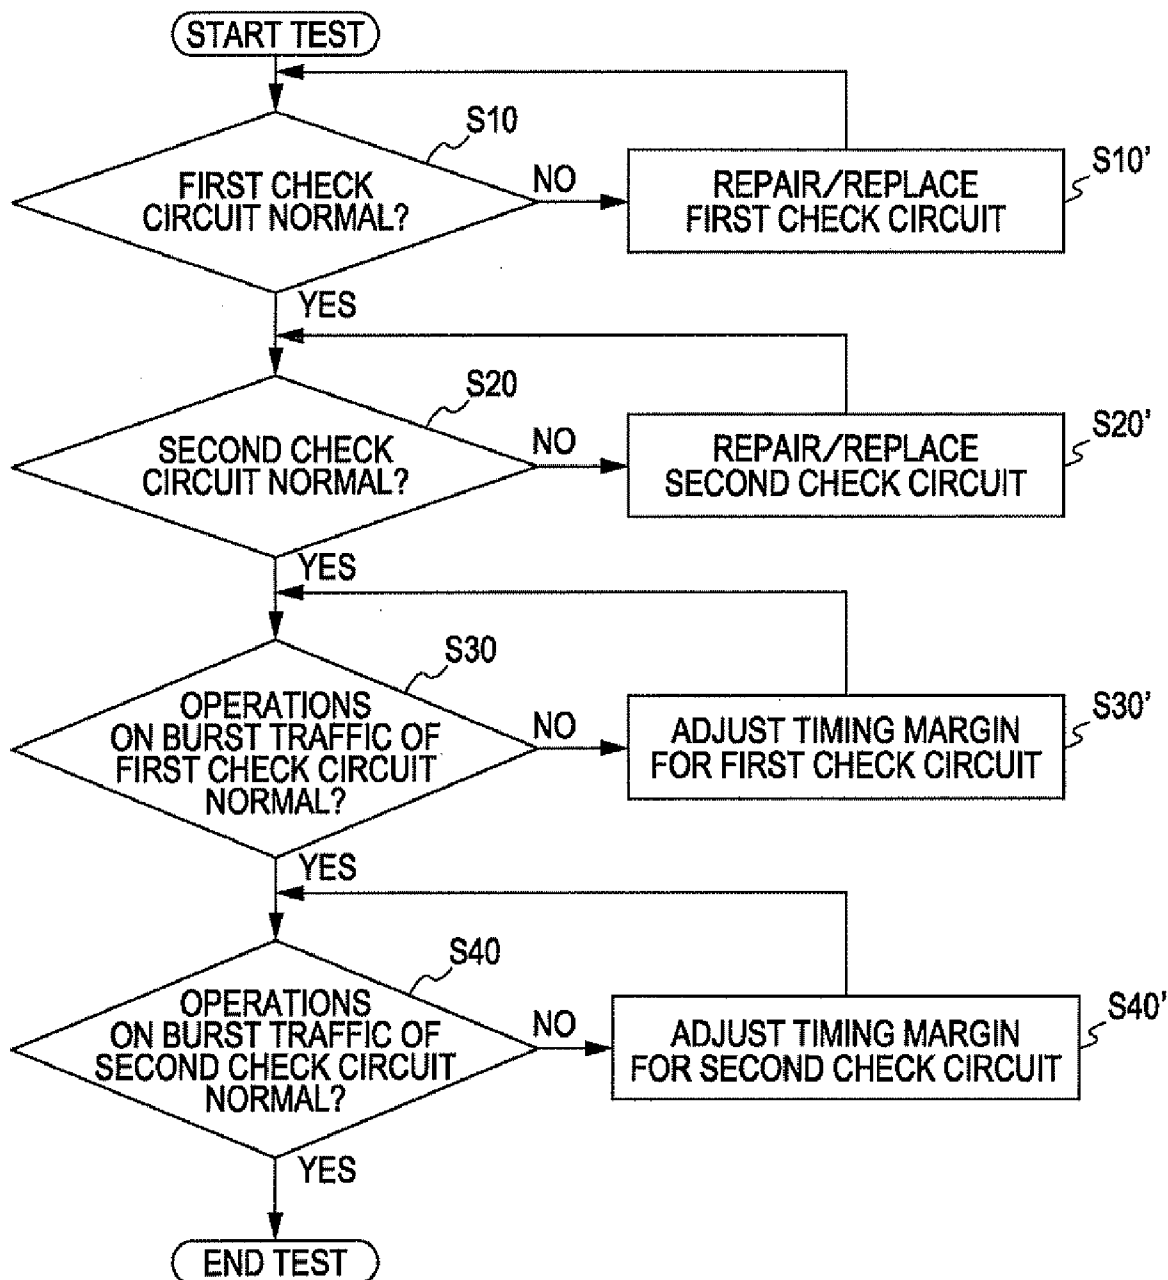 START TEST
S10
FIRST CHECK
CIRCUIT NORMAL?
NO
REPAIR/REPLACE
FIRST CHECK CIRCUIT
S10'
YES
S20
SECOND CHECK
CIRCUIT NORMAL?
NO
REPAIR/REPLACE
SECOND CHECK CIRCUIT
S20'
YES
S30
OPERATIONS
ON BURST TRAFFIC OF
FIRST CHECK CIRCUIT
NORMAL?
NO
ADJUST TIMING MARGIN
FOR FIRST CHECK CIRCUIT
S30'
YES
S40
OPERATIONS
ON BURST TRAFFIC OF
SECOND CHECK CIRCUIT
NORMAL?
NO
ADJUST TIMING MARGIN
FOR SECOND CHECK CIRCUIT
S40'
YES
END TEST